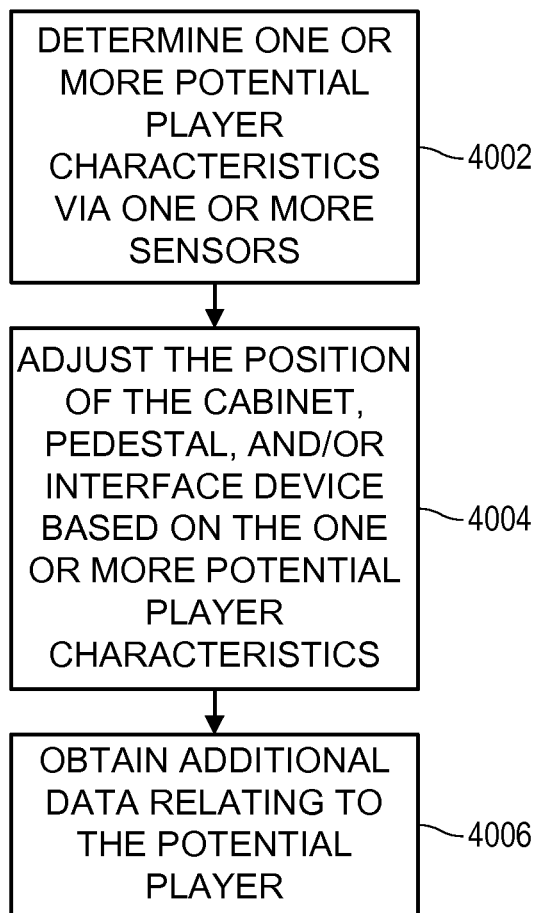 DETERMINE ONE OR
MORE POTENTIAL
PLAYER
CHARACTERISTICS
VIA ONE OR MORE
SENSORS
4002
ADJUST THE POSITION
OF THE CABINET,
PEDESTAL, AND/OR
INTERFACE DEVICE
BASED ON THE ONE
OR MORE POTENTIAL
PLAYER
CHARACTERISTICS
4004
OBTAIN ADDITIONAL
DATA RELATING TO
THE POTENTIAL
PLAYER
4006